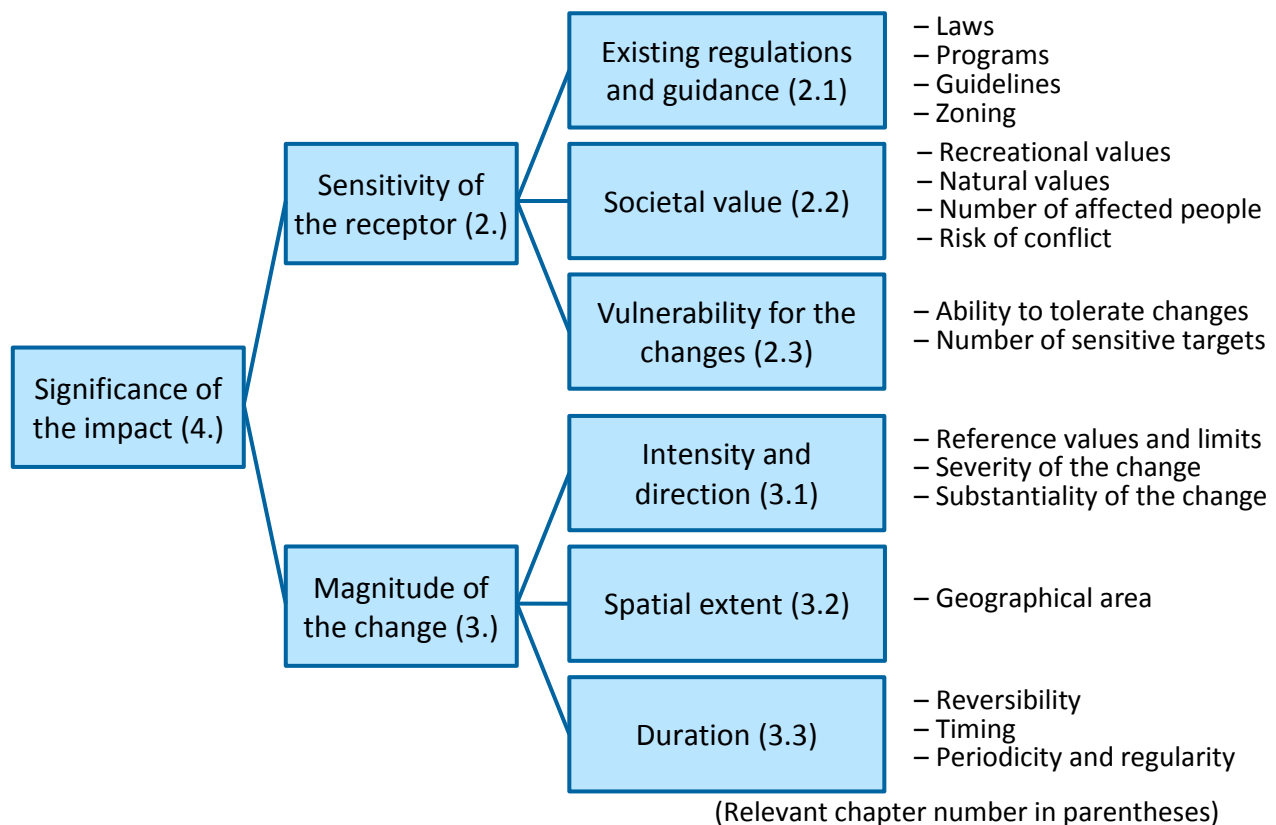 Existing regulations
and guidance (2.1)
– Laws
– Programs
– Guidelines
– Zoning
Sensitivity of
the receptor (2.)
Societal value (2.2)
– Recreational values
– Natural values
– Number of affected people
– Risk of conflict
Vulnerability for the
changes (2.3)
– Ability to tolerate changes
– Number of sensitive targets
Significance of
the impact (4.)
Intensity and
direction (3.1)
– Reference values and limits
– Severity of the change
– Substantiality of the change
Magnitude of
the change (3.)
Spatial extent (3.2)
– Geographical area
Duration (3.3)
– Reversibility
– Timing
– Periodicity and regularity
(Relevant chapter number in parentheses)